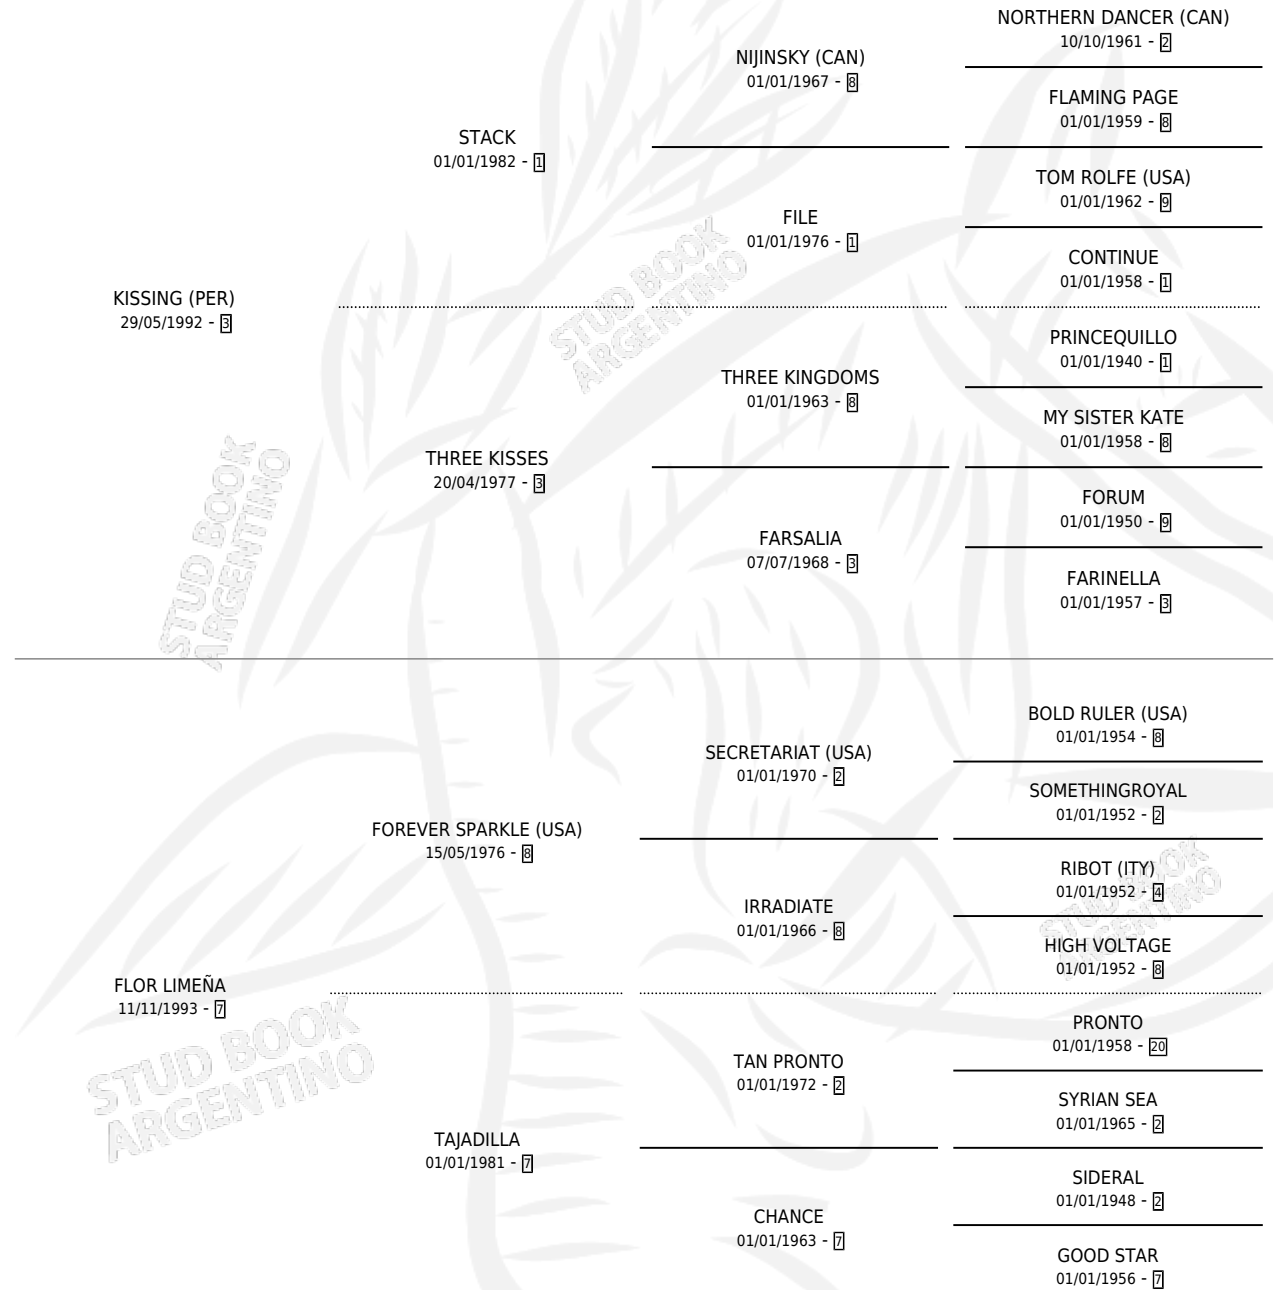 NORTHERN DANCER (CAN)
10/10/1961 - 2
NIJINSKY (CAN)
01/01/1967 - 8
FLAMING PAGE
01/01/1959 - 8
STACK
01/01/1982 - 1
TOM ROLFE (USA)
01/01/1962 - 9
FILE
01/01/1976 - 1
CONTINUE
01/01/1958 - 1
KISSING (PER)
29/05/1992 - 3
PRINCEQUILLO
01/01/1940 - 1
THREE KINGDOMS
01/01/1963 - 8
MY SISTER KATE
01/01/1958 - 8
THREE KISSES
20/04/1977 - 3
FORUM
01/01/1950 - 9
FARSALIA
07/07/1968 - 3
FARINELLA
01/01/1957 - 3
BOLD RULER (USA)
01/01/1954 - 8
SECRETARIAT (USA)
01/01/1970 - 2
SOMETHINGROYAL
01/01/1952 - 2
FOREVER SPARKLE (USA)
15/05/1976 - 8
RIBOT (ITY)
01/01/1952 - 4
IRRADIATE
01/01/1966 - 8
HIGH VOLTAGE
01/01/1952 - 8
FLOR LIMEÑA
11/11/1993 - 7
PRONTO
01/01/1958 - 20
TAN PRONTO
01/01/1972 - 2
SYRIAN SEA
01/01/1965 - 2
TAJADILLA
01/01/1981 - 7
SIDERAL
01/01/1948 - 2
CHANCE
01/01/1963 - 7
GOOD STAR
01/01/1956 - 7
STUD BOOK
ARGENTINO
STUD BOOK
ARGENTINO
STUD BOOK
ARGENTINO
STUD BOOK
ARGENTINO